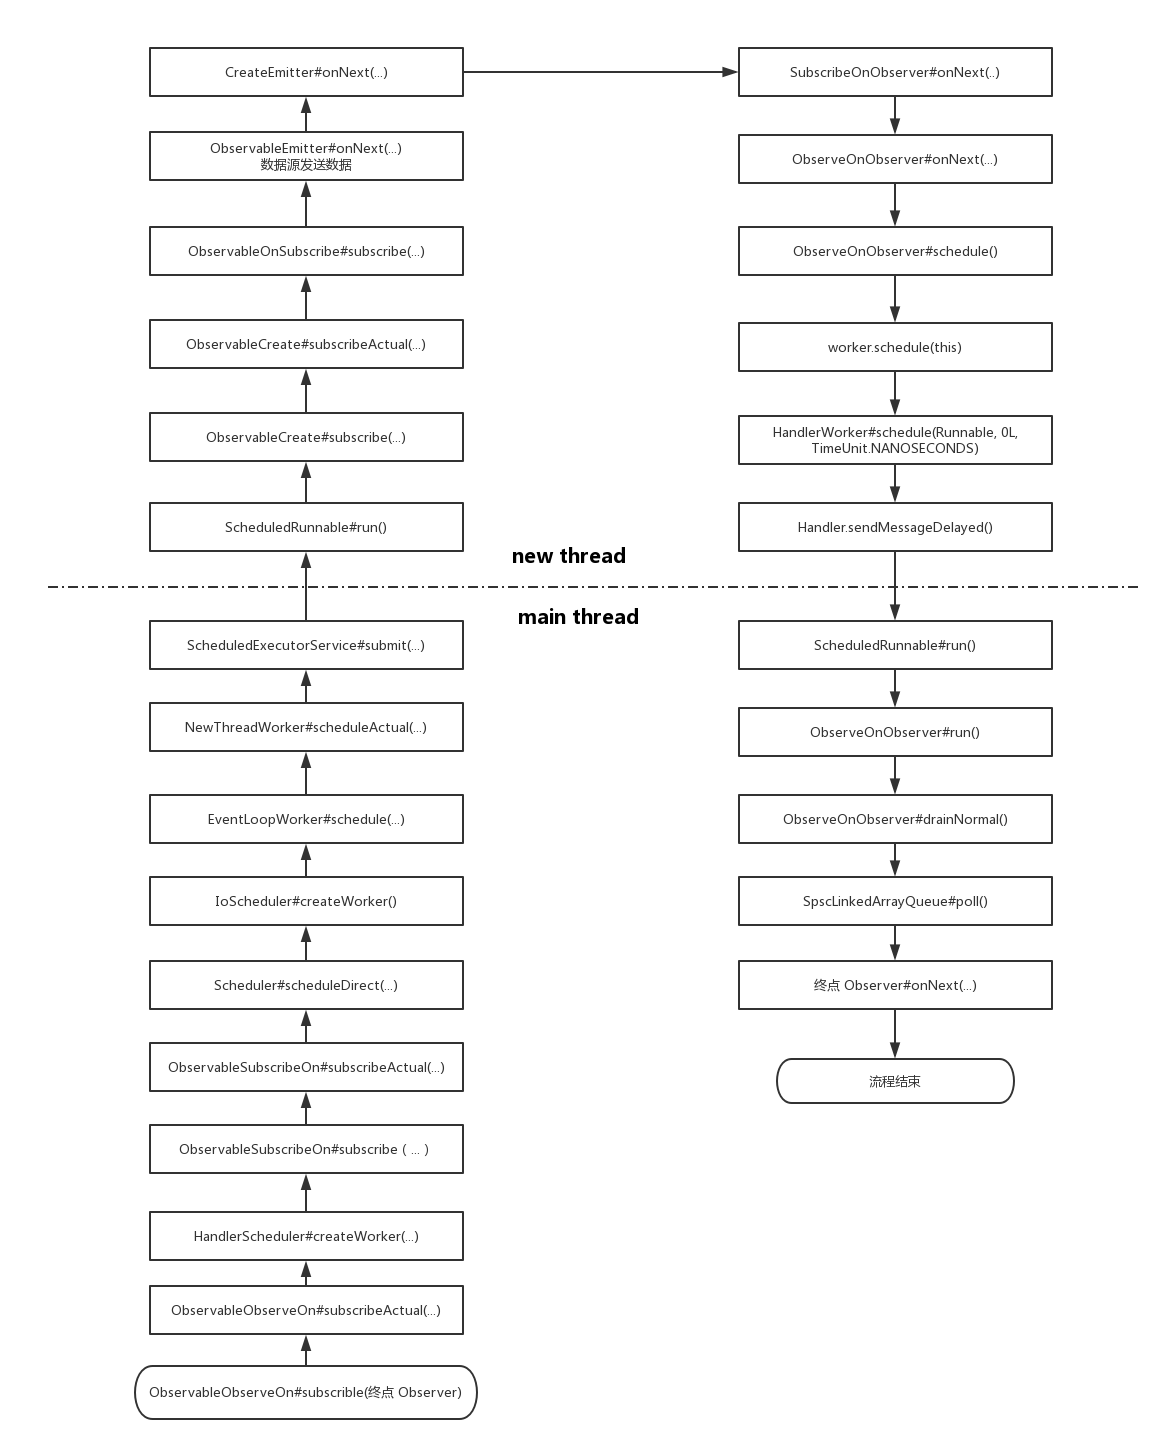 CreateEmitter#onNext(...)
ObservableEmitter#onNext(...)
数据源发送数据
ObservableOnSubscribe#subscribe(...)
ObservableCreate#subscribeActual(...)
ObservableCreate#subscribe(...)
ScheduledRunnable#run()
SubscribeOnObserver#onNext(..)
ObserveOnObserver#onNext(...)
ObserveOnObserver#schedule()
worker.schedule(this)
HandlerWorker#schedule(Runnable, 0L,
TimeUnit.NANOSECONDS)
Handler.sendMessageDelayed()
new thread
main thread
ScheduledExecutorService#submit(...)
NewThreadWorker#scheduleActual(...)
EventLoopWorker#schedule(...)
IoScheduler#createWorker()
Scheduler#scheduleDirect(...)
ObservableSubscribeOn#subscribeActual(...)
ObservableSubscribeOn#subscribe ( ... )
HandlerScheduler#createWorker(...)
ObservableObserveOn#subscribeActual(...)
ObservableObserveOn#subscrible(终点 Observer)
ScheduledRunnable#run()
ObserveOnObserver#run()
ObserveOnObserver#drainNormal()
SpscLinkedArrayQueue#poll()
终点 Observer#onNext(...)
流程结束